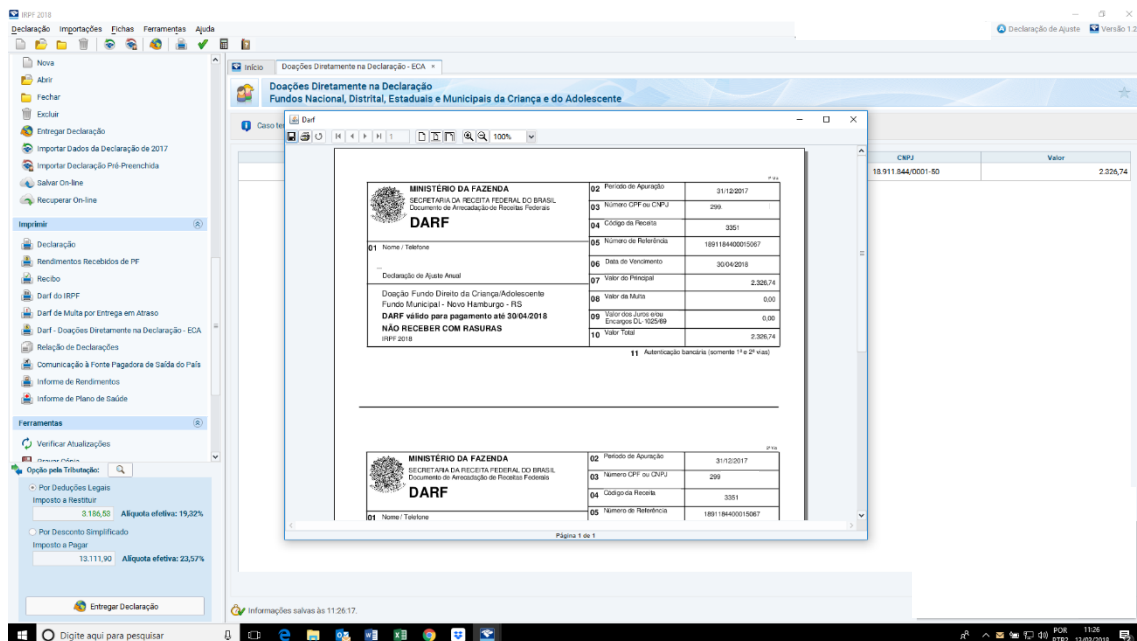 IRPF 2018
Declaração Importações Fichas Ferramentas Ajuda
Declaração de Ajuste Versão 1.2
Nova
Abrir
Fechar
Excluir
Entregar Declaração
Importar Dados da Declaração de 2017
Importar Declaração Pré-Preenchida
Salvar On-line
Recuperar On-line
Imprimir
Declaração
Rendimentos Recebidos de PF
Recibo
Darf do IRPF
Darf de Multa por Entrega em Atraso
Darf - Doações Diretamente na Declaração - ECA
Relação de Declarações
Comunicação à Fonte Pagadora de Saída do País
Informe de Rendimentos
Informe de Plano de Saúde
Ferramentas
Verificar Atualizações
Opção pela Tributação:
Por Deduções Legais
Imposto a Restituir
3.186,53 Alíquota efetiva: 19,32%
Por Desconto Simplificado
Imposto a Pagar
13.111,90 Alíquota efetiva: 23,57%
Entregar Declaração
Início Doações Diretamente na Declaração - ECA ×
Doações Diretamente na Declaração
Fundos Nacional, Distrital, Estaduais e Municipais da Criança e do Adolescente
Caso te
CNPJ Valor
18.911.844/0001-50 2.326,74
Darf
1 100%
MINISTÉRIO DA FAZENDA
SECRETARIA DA RECEITA FEDERAL DO BRASIL
Documento de Arrecadação de Receitas Federais
DARF
01 Nome / Telefone
Declaração de Ajuste Anual
Doação Fundo Direito da Criança/Adolescente
Fundo Municipal - Novo Hamburgo - RS
DARF válido para pagamento até 30/04/2018
NÃO RECEBER COM RASURAS
IRPF 2018
02 Período de Apuração 31/12/2017
03 Número CPF ou CNPJ 299.
04 Código da Receita 3351
05 Número de Referência 1891184400015067
06 Data do Vencimento 30/04/2018
07 Valor do Principal 2.326,74
08 Valor da Multa 0,00
09 Valor dos Juros e/ou Encargos DL- 1025/69 0,00
10 Valor Total 2.326,74
11 Autenticação bancária (somente 1ª e 2ª vias)
MINISTÉRIO DA FAZENDA
SECRETARIA DA RECEITA FEDERAL DO BRASIL
Documento de Arrecadação de Receitas Federais
DARF
01 Nome / Telefone
02 Período de Apuração 31/12/2017
03 Número CPF ou CNPJ 299
04 Código da Receita 3351
05 Número de Referência 1891184400015067
Página 1 de 1
Informações salvas às 11:26:17.
Digite aqui para pesquisar
POR 11:26
PTB2 12/03/2018